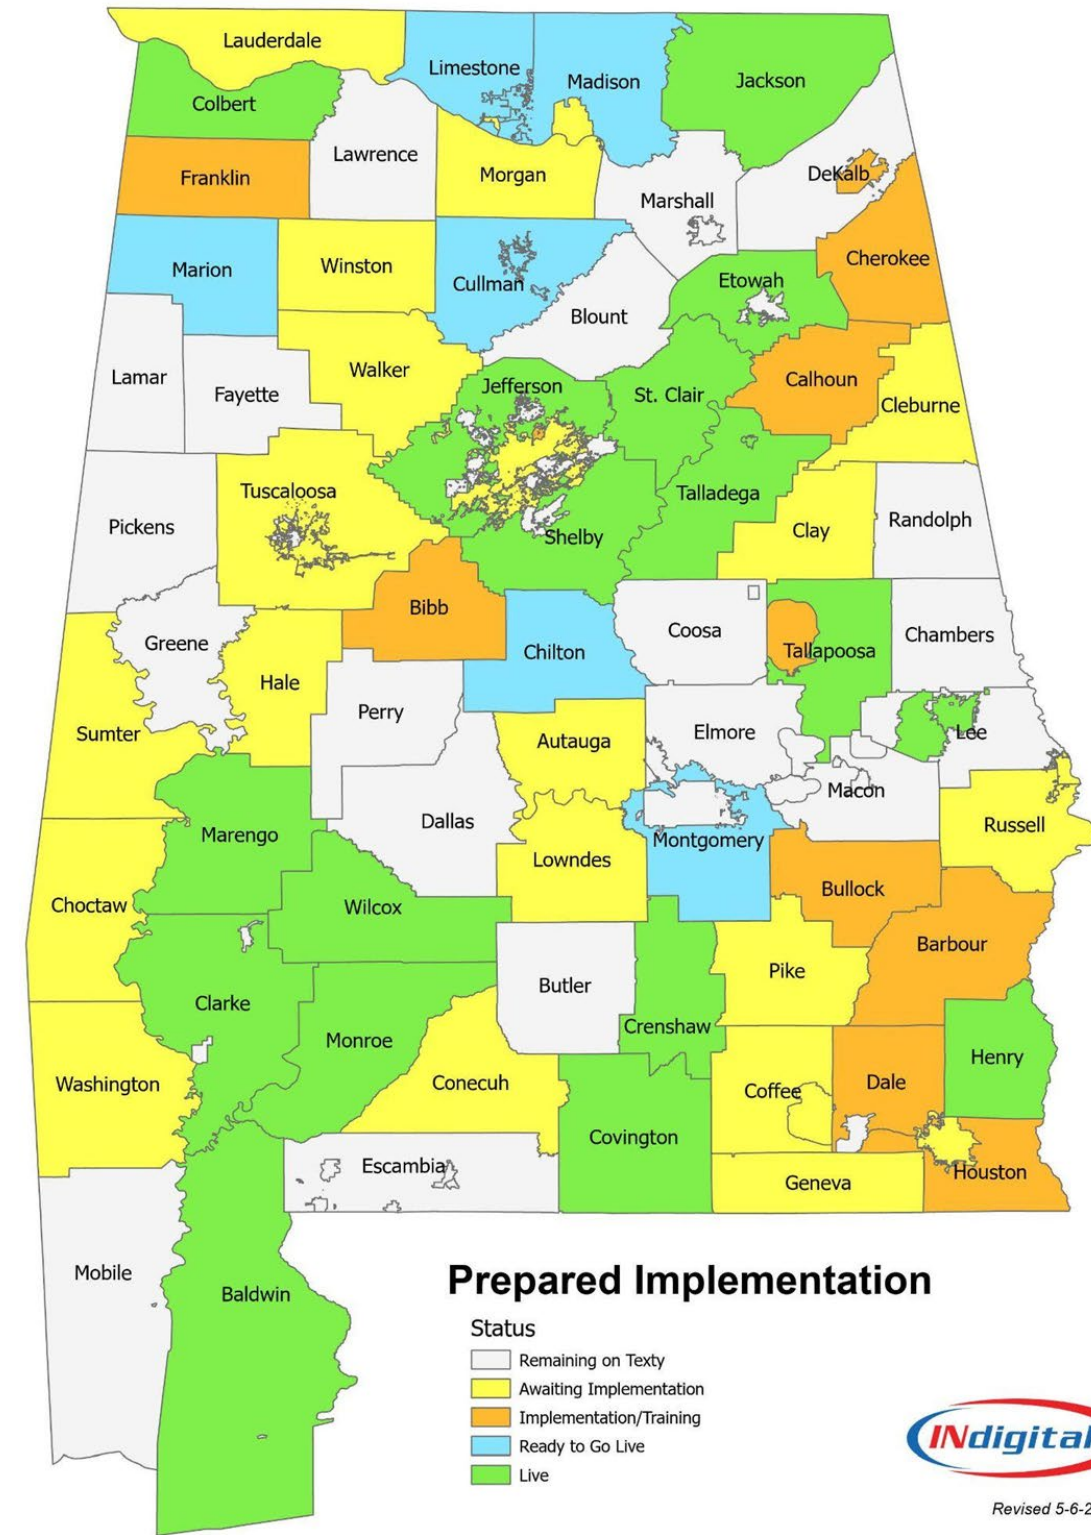 Lauderdale
Limestone
Madison
Jackson
Colbert
Lawrence
Franklin
Morgan
DeKalb
Marshall
Marion
Winston
Cullman
Cherokee
Etowah
Blount
Lamar
Fayette
Walker
Jefferson
St. Clair
Calhoun
Cleburne
Tuscaloosa
Talladega
Pickens
Shelby
Clay
Randolph
Bibb
Greene
Hale
Chilton
Coosa
Tallapoosa
Chambers
Sumter
Perry
Autauga
Elmore
Lee
Macon
Marengo
Dallas
Lowndes
Montgomery
Russell
Choctaw
Wilcox
Bullock
Barbour
Clarke
Butler
Pike
Monroe
Crenshaw
Henry
Washington
Conecuh
Coffee
Dale
Covington
Escambia
Geneva
Houston
Mobile
Baldwin
Prepared Implementation
Status
Remaining on Texty
Awaiting Implementation
Implementation/Training
Ready to Go Live
Live
INdigital
Revised 5-6-2